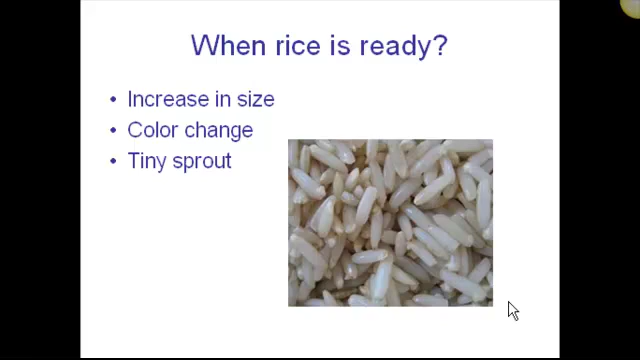 When rice is ready?
• Increase in size
• Color change
• Tiny sprout